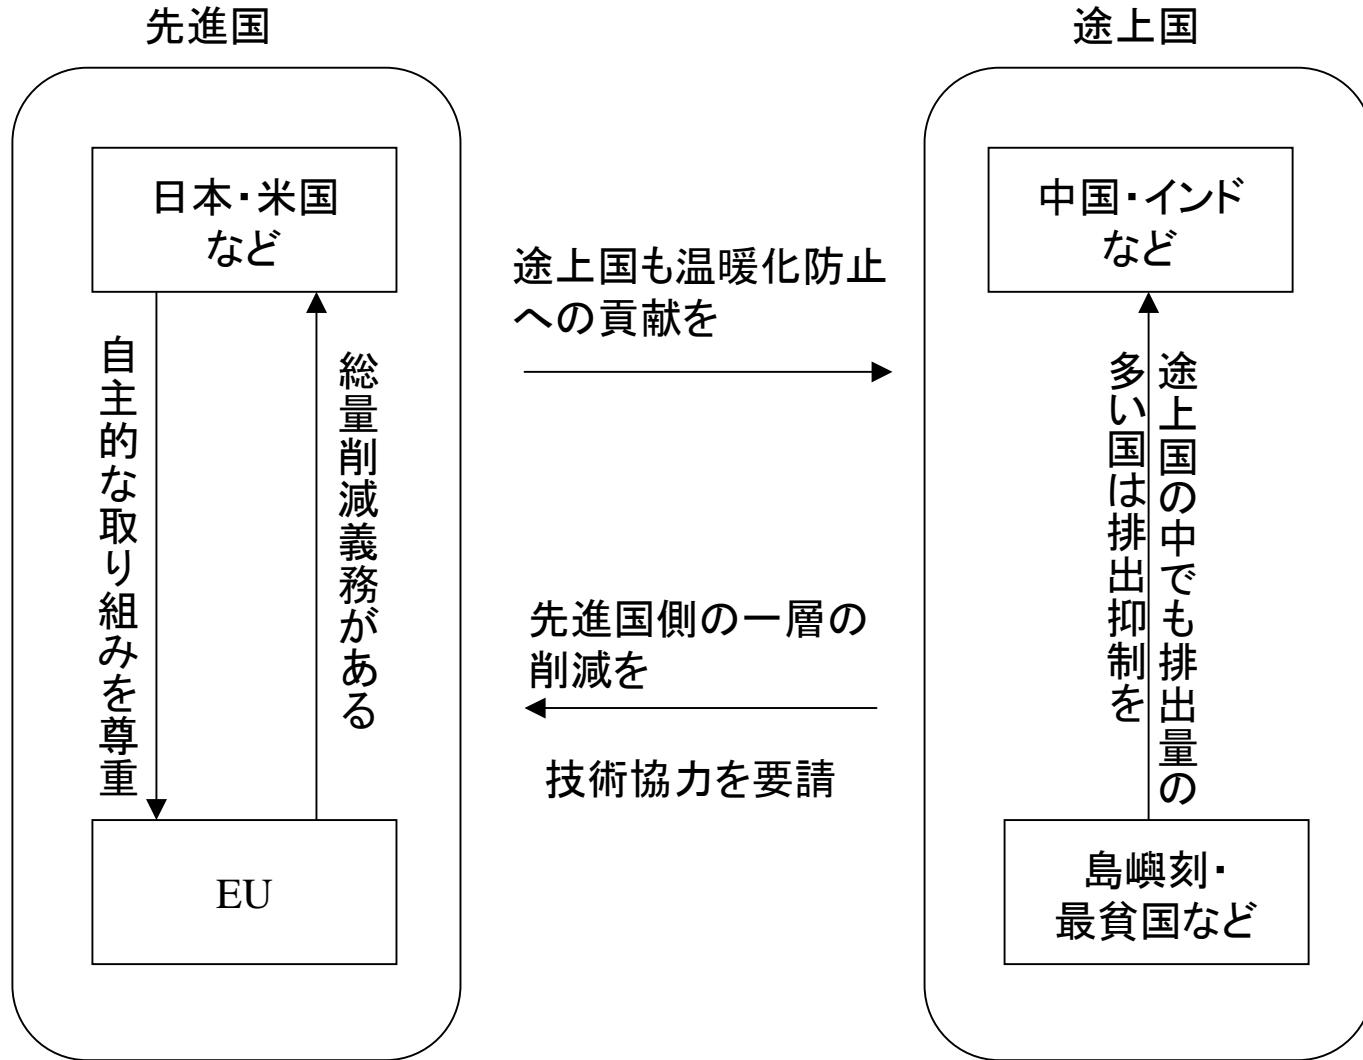 先進国
途上国
日本・米国
など
中国・インド
など
途上国も温暖化防止
への貢献を
自主的な取り組みを尊重
総量削減義務がある
途上国の中でも排出量の
多い国は排出抑制を
先進国側の一層の
削減を
技術協力を要請
EU
島嶼刻・
最貧国など